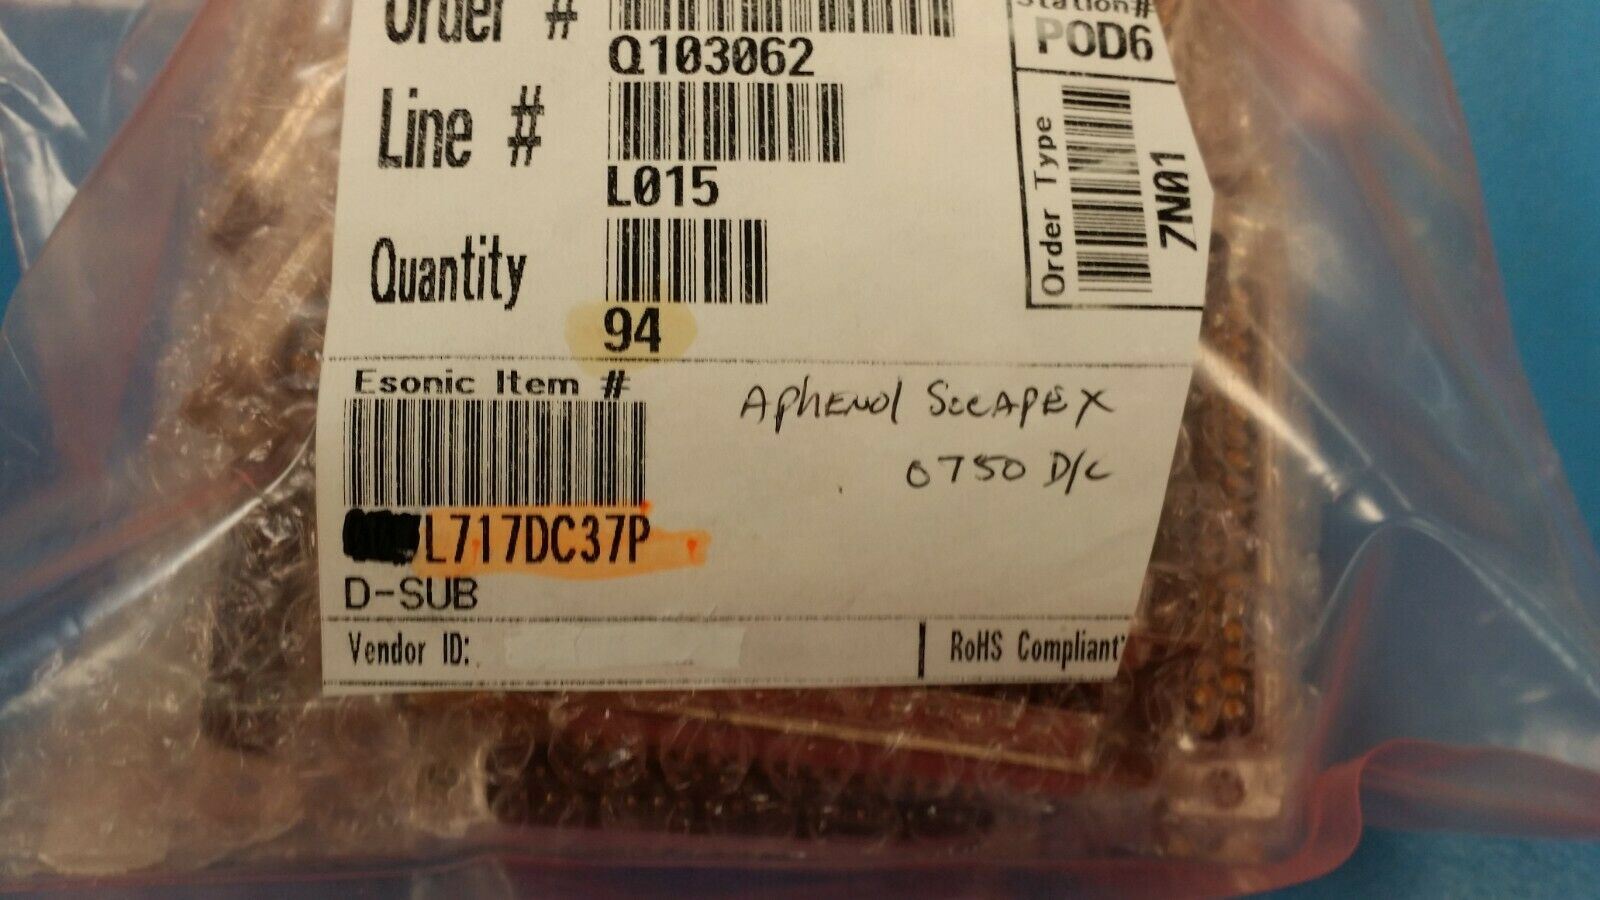 Order #
Q103062
Line #
L015
Quantity
94
Station#
POD6
Order Type
7N01
Esonic Item #
Aphenol SocAPEX
0750 D/C
L717DC37P
D-SUB
Vendor ID:
RoHS Compliant